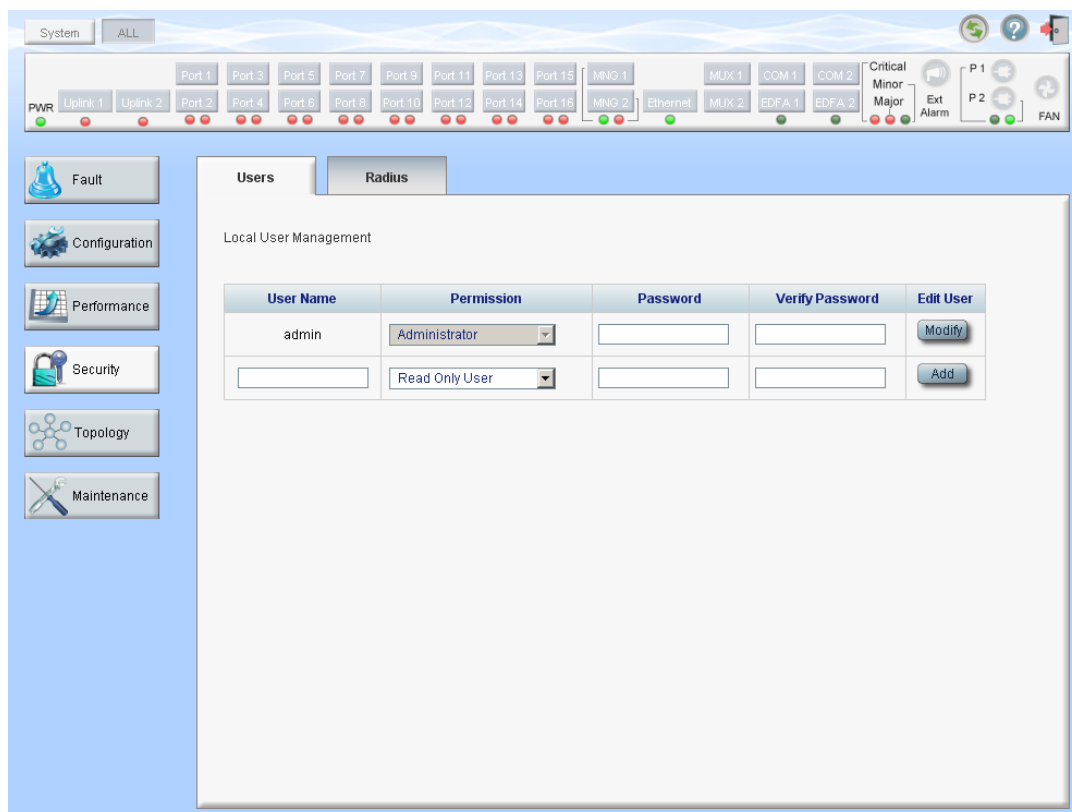 System ALL
Critical P 1
Port 1 Port 3 Port 5 Port 7 Port 9 Port 11 Port 13 Port 15 MNG 1 MUX 1 COM 1 COM 2 Minor
PWR Uplink 1 Uplink 2 Port 2 Port 4 Port 6 Port 8 Port 10 Port 12 Port 14 Port 16 MNG 2 Ethernet MUX 2 EDFA 1 EDFA 2 Major Ext P 2
Alarm FAN
Users Radius
Fault
Local User Management
Configuration
User Name Permission Password Verify Password Edit User
Performance
admin Administrator Modify
Security
Read Only User Add
Topology
Maintenance